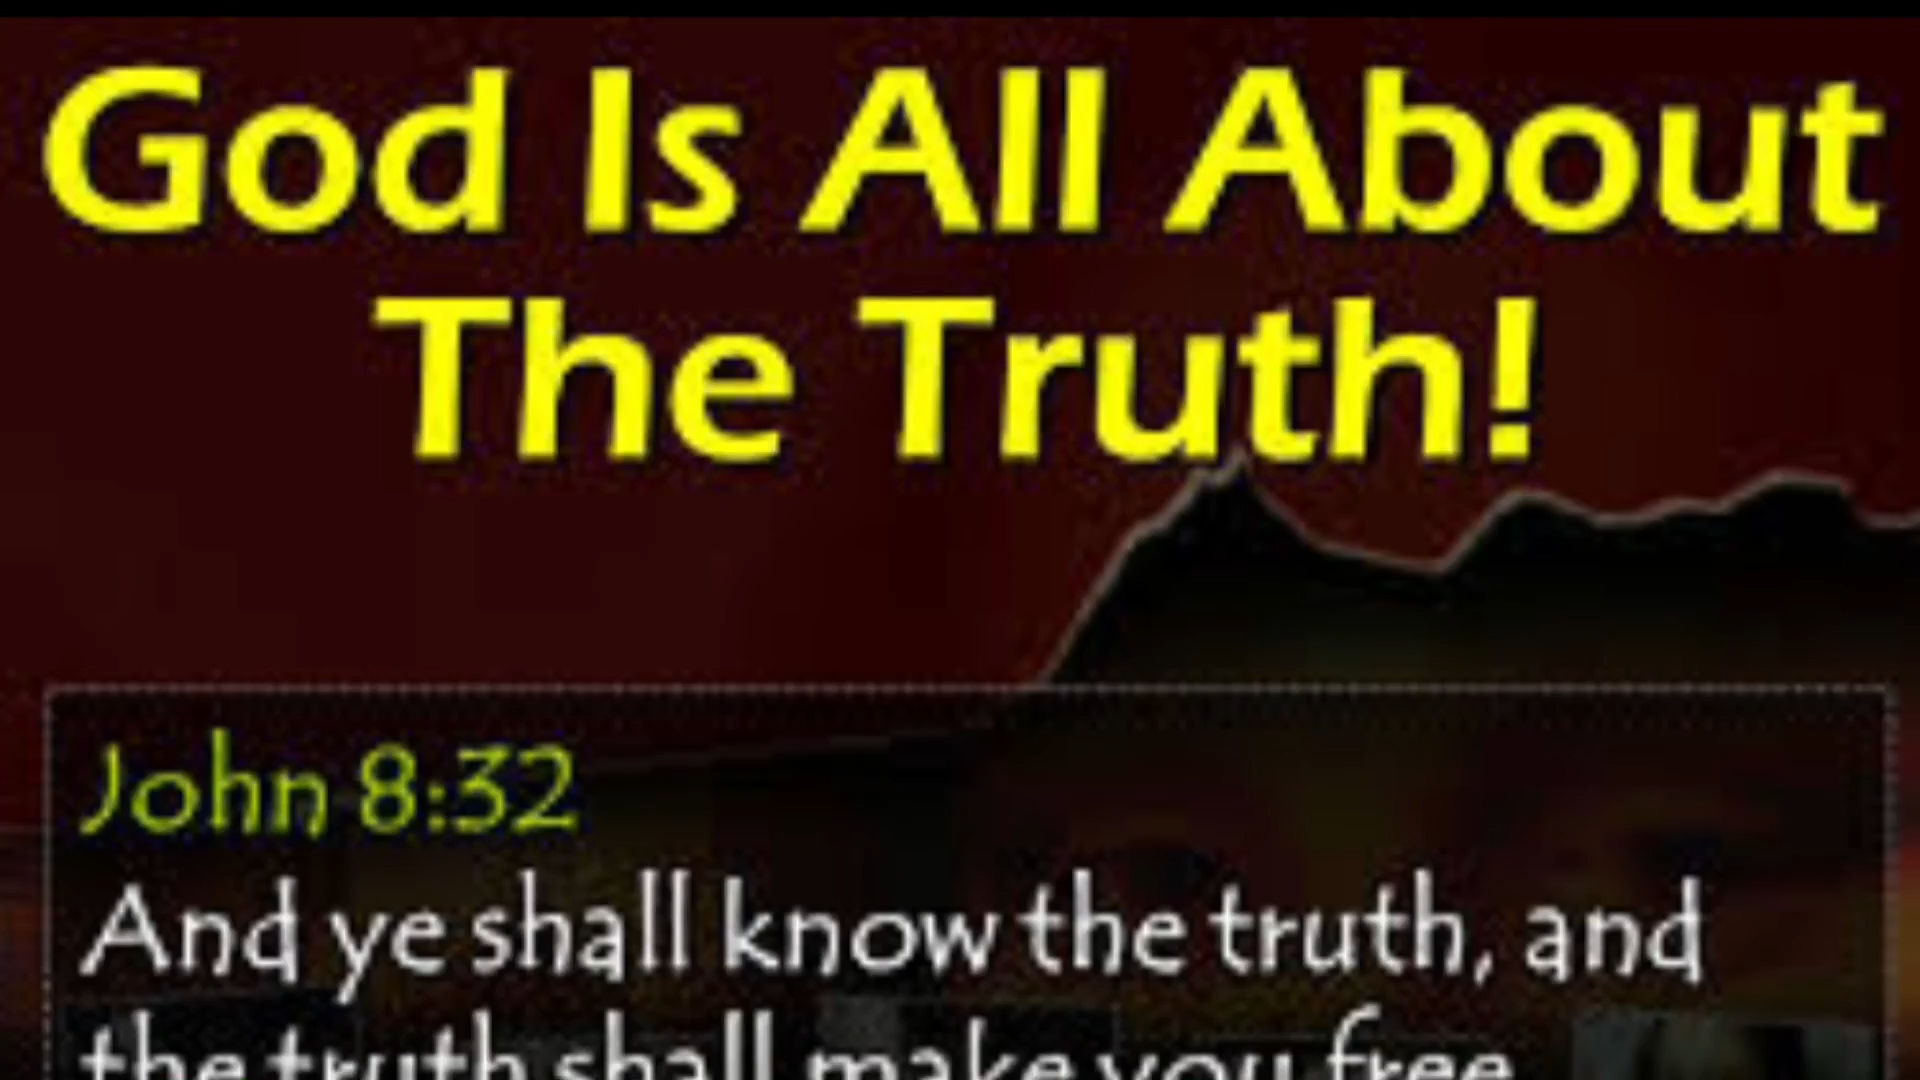 God Is All About
The Truth!
John 8:32
And ye shall know the truth, and
the truth shall make you free